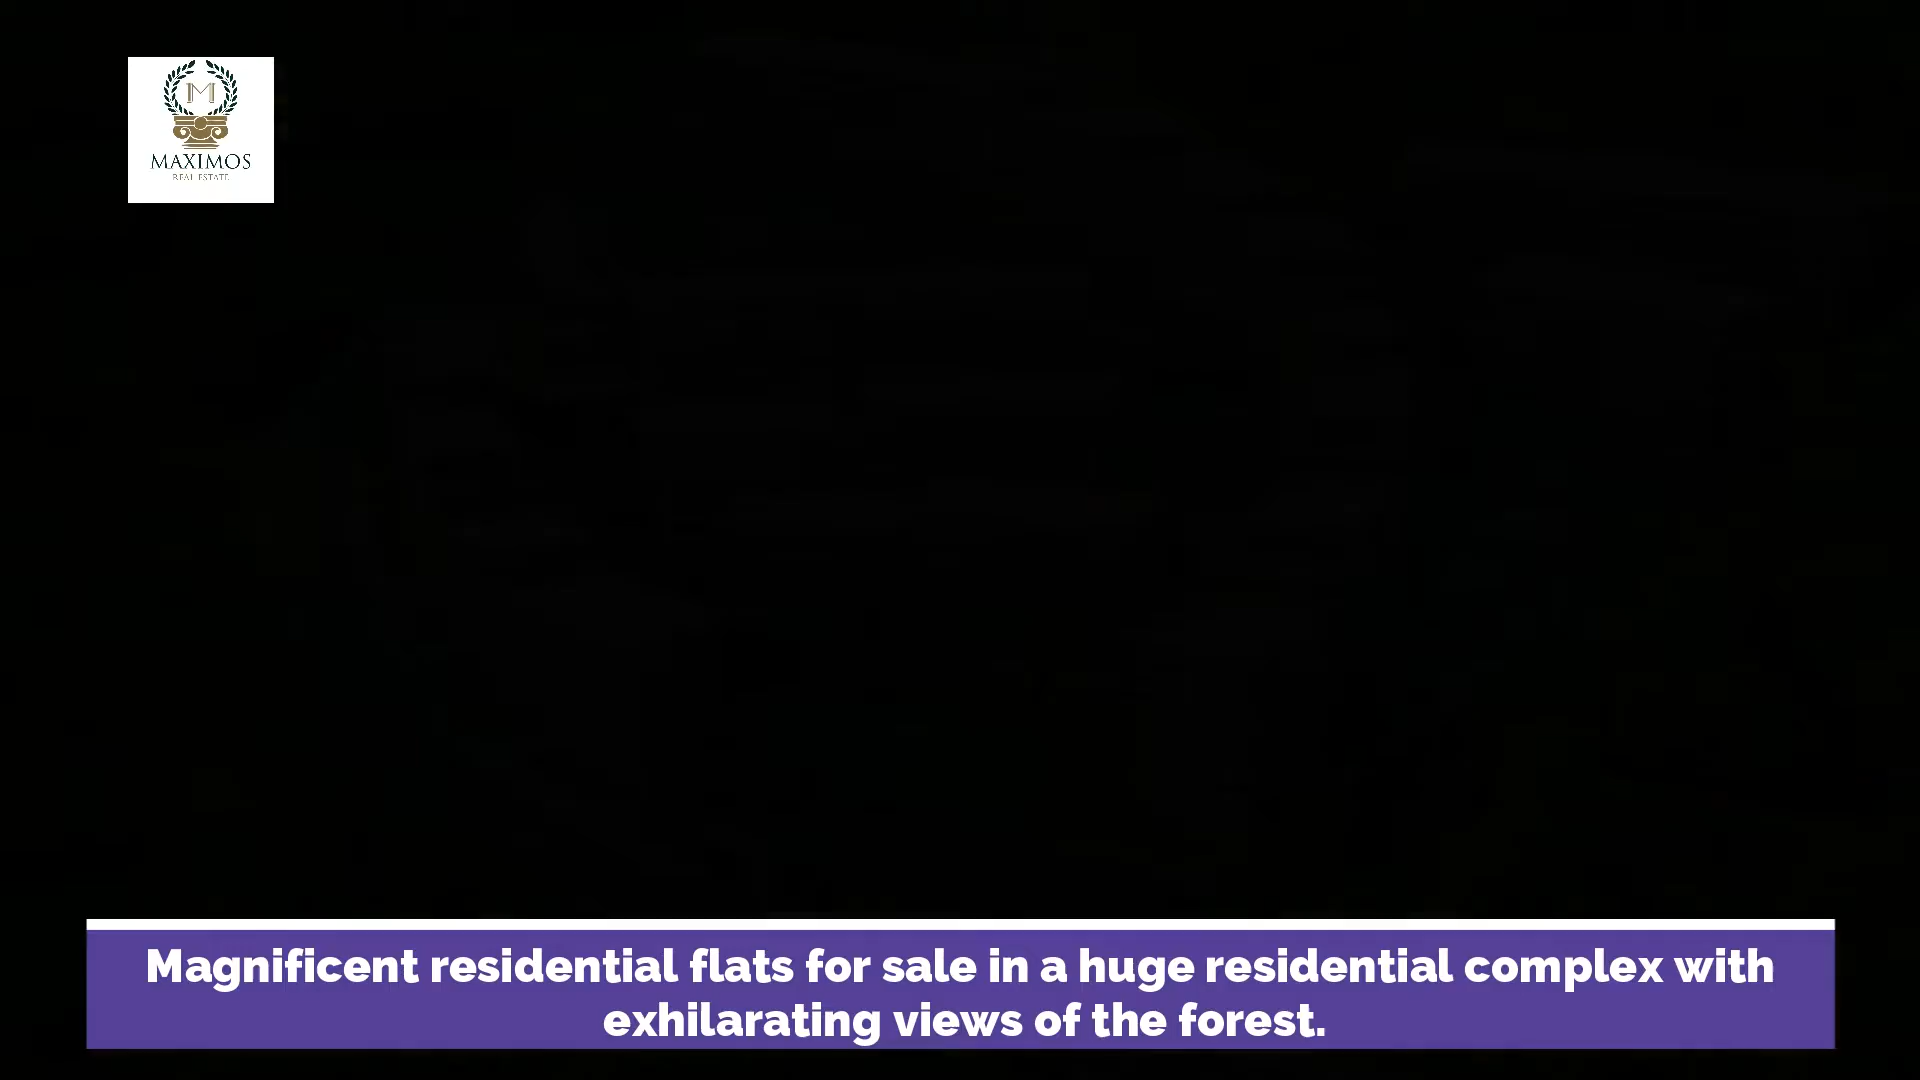 M
MAXIMOS
REAL ESTATE
Magnificent residential flats for sale in a huge residential complex with
exhilarating views of the forest.